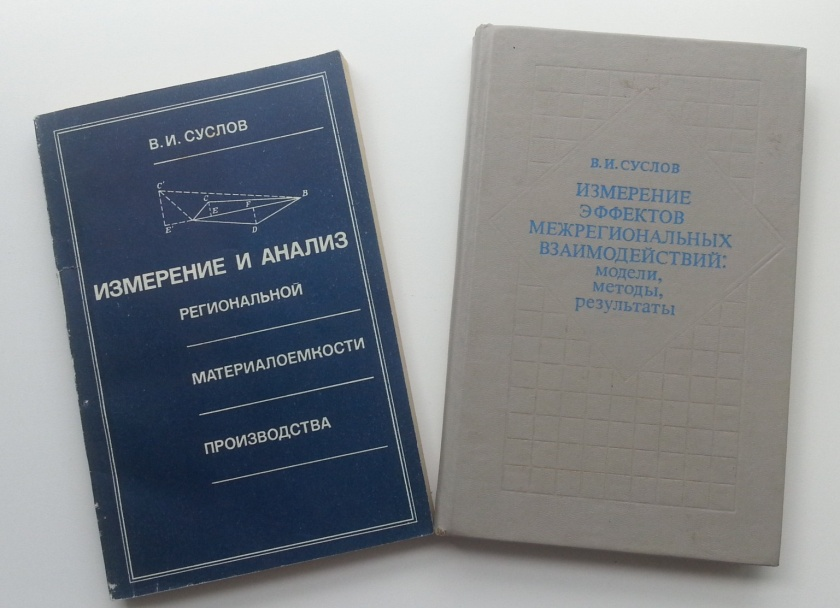 В. И. СУСЛОВ
C'
C
B
E
F
E'
D
ИЗМЕРЕНИЕ И АНАЛИЗ
РЕГИОНАЛЬНОЙ
МАТЕРИАЛОЕМКОСТИ
ПРОИЗВОДСТВА
В. И. СУСЛОВ
ИЗМЕРЕНИЕ
ЭФФЕКТОВ
МЕЖРЕГИОНАЛЬНЫХ
ВЗАИМОДЕЙСТВИЙ:
модели,
методы,
результаты